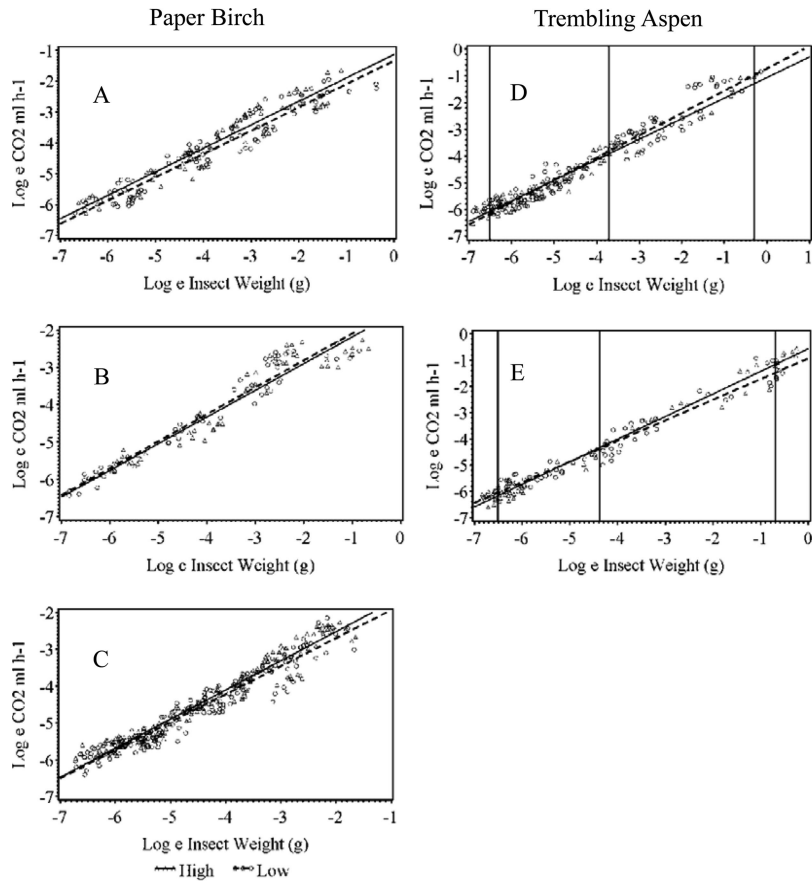 Paper Birch
Trembling Aspen
A
Log e CO2 ml h-1
-1
-2
-3
-4
-5
-6
-7
-7 -6 -5 -4 -3 -2 -1 0
Log e Insect Weight (g)
D
Log c CO2 ml h-1
0
-1
-2
-3
-4
-5
-6
-7
-7 -6 -5 -4 -3 -2 -1 0 1
Log e Insect Weight (g)
B
Log c CO2 ml h-1
-2
-3
-4
-5
-6
-7
-7 -6 -5 -4 -3 -2 -1 0
Log c Insect Weight (g)
E
Log e CO2 ml h-1
0
-1
-2
-3
-4
-5
-6
-7
-7 -6 -5 -4 -3 -2 -1 0
Log e Insect Weight (g)
C
Log e CO2 ml h-1
-2
-3
-4
-5
-6
-7
-7 -6 -5 -4 -3 -2 -1
Log e Insect Weight (g)
High Low